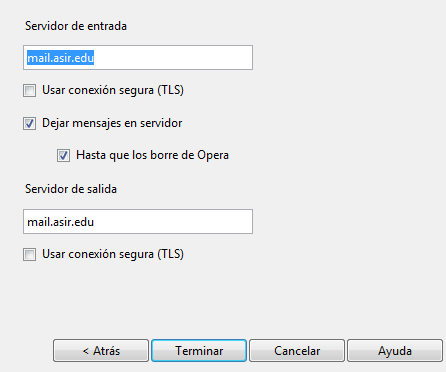 Servidor de entrada
mail.asir.edu
Usar conexión segura (TLS)
Dejar mensajes en servidor
Hasta que los borre de Opera
Servidor de salida
mail.asir.edu
Usar conexión segura (TLS)
< Atrás Terminar Cancelar Ayuda